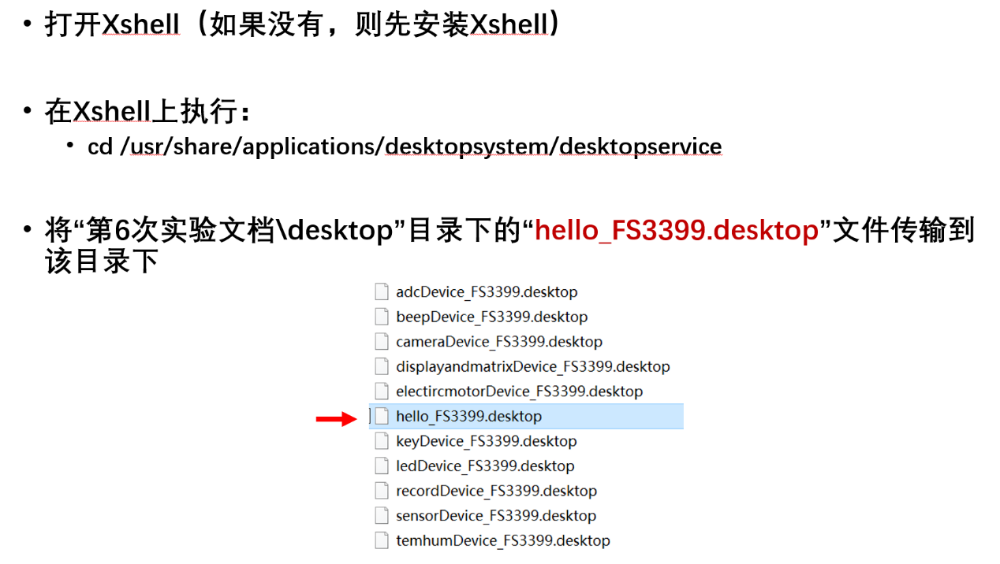 • 打开Xshell（如果没有，则先安装Xshell）
• 在Xshell上执行：
• cd /usr/share/applications/desktopsystem/desktopservice
• 将“第6次实验文档\desktop”目录下的“hello_FS3399.desktop”文件传输到
该目录下
adcDevice_FS3399.desktop
beepDevice_FS3399.desktop
cameraDevice_FS3399.desktop
displayandmatrixDevice_FS3399.desktop
electircmotorDevice_FS3399.desktop
hello_FS3399.desktop
keyDevice_FS3399.desktop
ledDevice_FS3399.desktop
recordDevice_FS3399.desktop
sensorDevice_FS3399.desktop
temhumDevice_FS3399.desktop